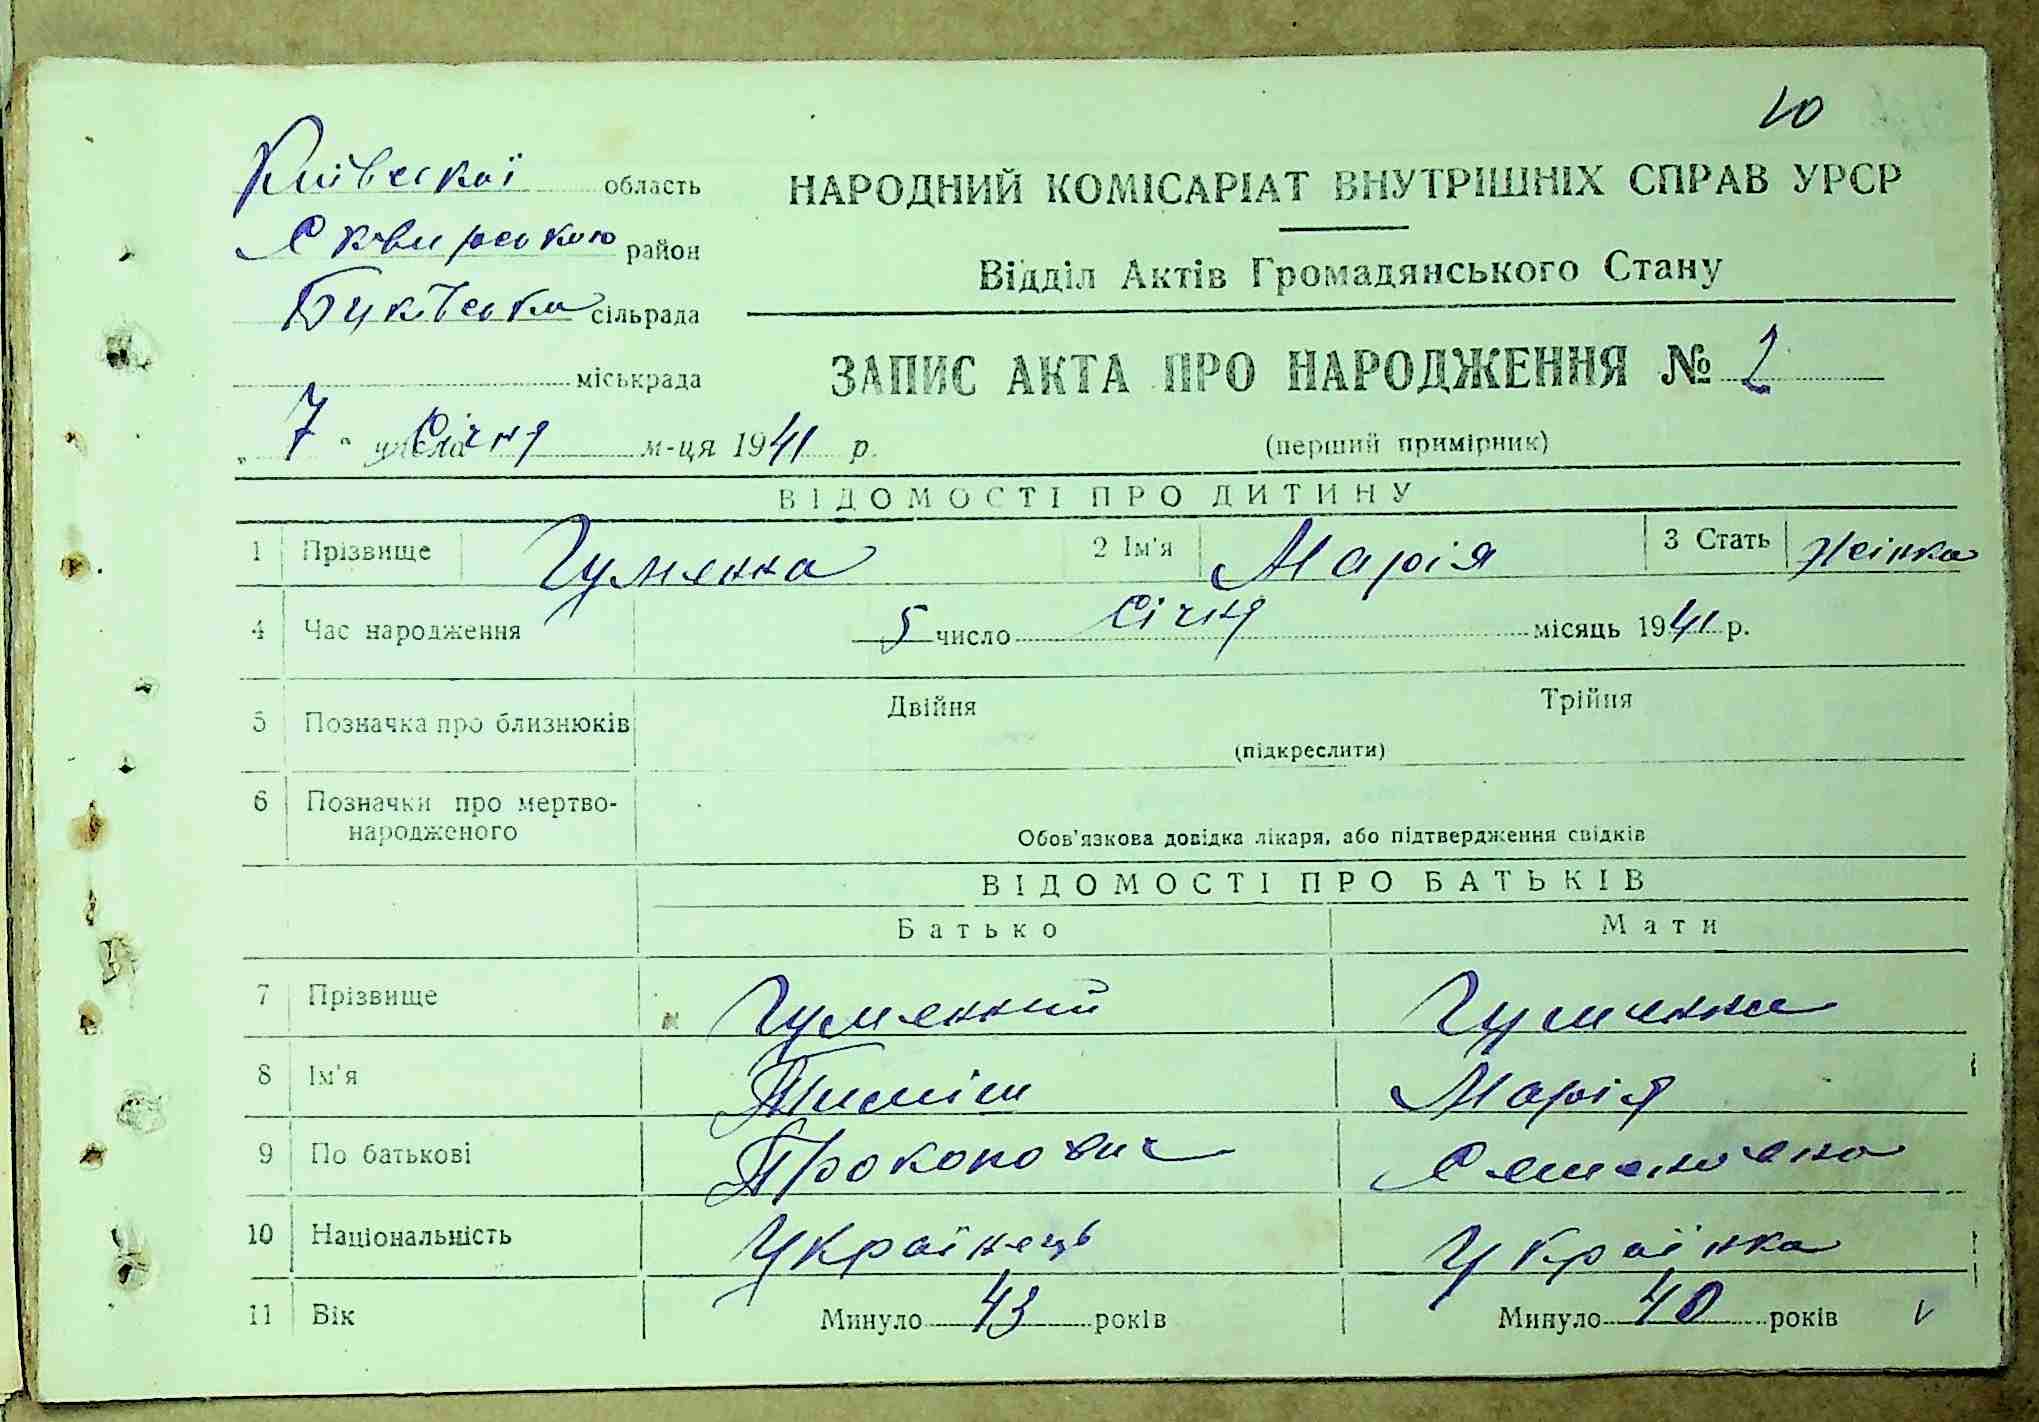 10
Київської область
Сквирського район
Буківська сільрада
міськрада
НАРОДНИЙ КОМІСАРІАТ ВНУТРІШНІХ СПРАВ УРСР
Відділ Актів Громадянського Стану
ЗАПИС АКТА ПРО НАРОДЖЕННЯ № 2
(перший примірник)
„ 7 " числа Січня м-ця 1941 р.
ВІДОМОСТІ ПРО ДИТИНУ
1 Прізвище Гуменна 2 Ім'я Марія 3 Стать жінка
4 Час народження 5 число Січня місяць 1941 р.
5 Позначка про близнюків Двійня Трійня
(підкреслити)
6 Позначки про мертво-
народженого
Обов'язкова довідка лікаря, або підтвердження свідків
ВІДОМОСТІ ПРО БАТЬКІВ
Батько Мати
7 Прізвище Гуменний Гуменна
8 Ім'я Тиміш Марія
9 По батькові Прокопович
10 Національність Українець Українка
11 Вік Минуло 43 років Минуло 40 років